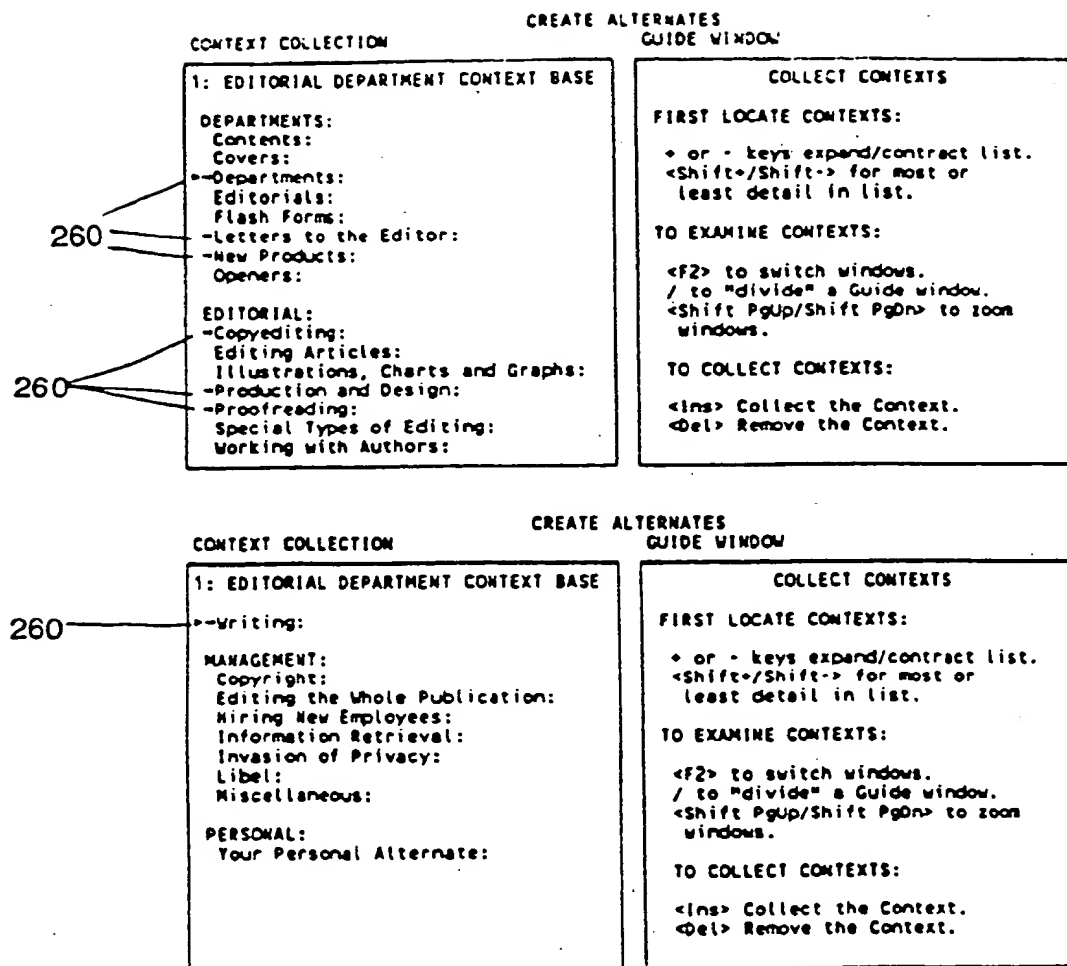 CREATE ALTERNATES
CONTEXT COLLECTION
1: EDITORIAL DEPARTMENT CONTEXT BASE
DEPARTMENTS:
Contents:
Covers:
►-Departments:
Editorials:
Flash Forms:
-Letters to the Editor:
-New Products:
Openers:
260
EDITORIAL:
-Copyediting:
Editing Articles:
Illustrations, Charts and Graphs:
-Production and Design:
-Proofreading:
Special Types of Editing:
Working with Authors:
260
GUIDE WINDOW
COLLECT CONTEXTS
FIRST LOCATE CONTEXTS:
+ or - keys expand/contract list.
<Shift+/Shift-> for most or
least detail in list.
TO EXAMINE CONTEXTS:
<F2> to switch windows.
/ to "divide" a Guide window.
<Shift PgUp/Shift PgDn> to zoom
windows.
TO COLLECT CONTEXTS:
<Ins> Collect the Context.
<Del> Remove the Context.
CREATE ALTERNATES
CONTEXT COLLECTION
1: EDITORIAL DEPARTMENT CONTEXT BASE
260
►-Writing:
MANAGEMENT:
Copyright:
Editing the Whole Publication:
Hiring New Employees:
Information Retrieval:
Invasion of Privacy:
Libel:
Miscellaneous:
PERSONAL:
Your Personal Alternate:
GUIDE WINDOW
COLLECT CONTEXTS
FIRST LOCATE CONTEXTS:
+ or - keys expand/contract list.
<Shift+/Shift-> for most or
least detail in list.
TO EXAMINE CONTEXTS:
<F2> to switch windows.
/ to "divide" a Guide window.
<Shift PgUp/Shift PgDn> to zoom
windows.
TO COLLECT CONTEXTS:
<Ins> Collect the Context.
<Del> Remove the Context.